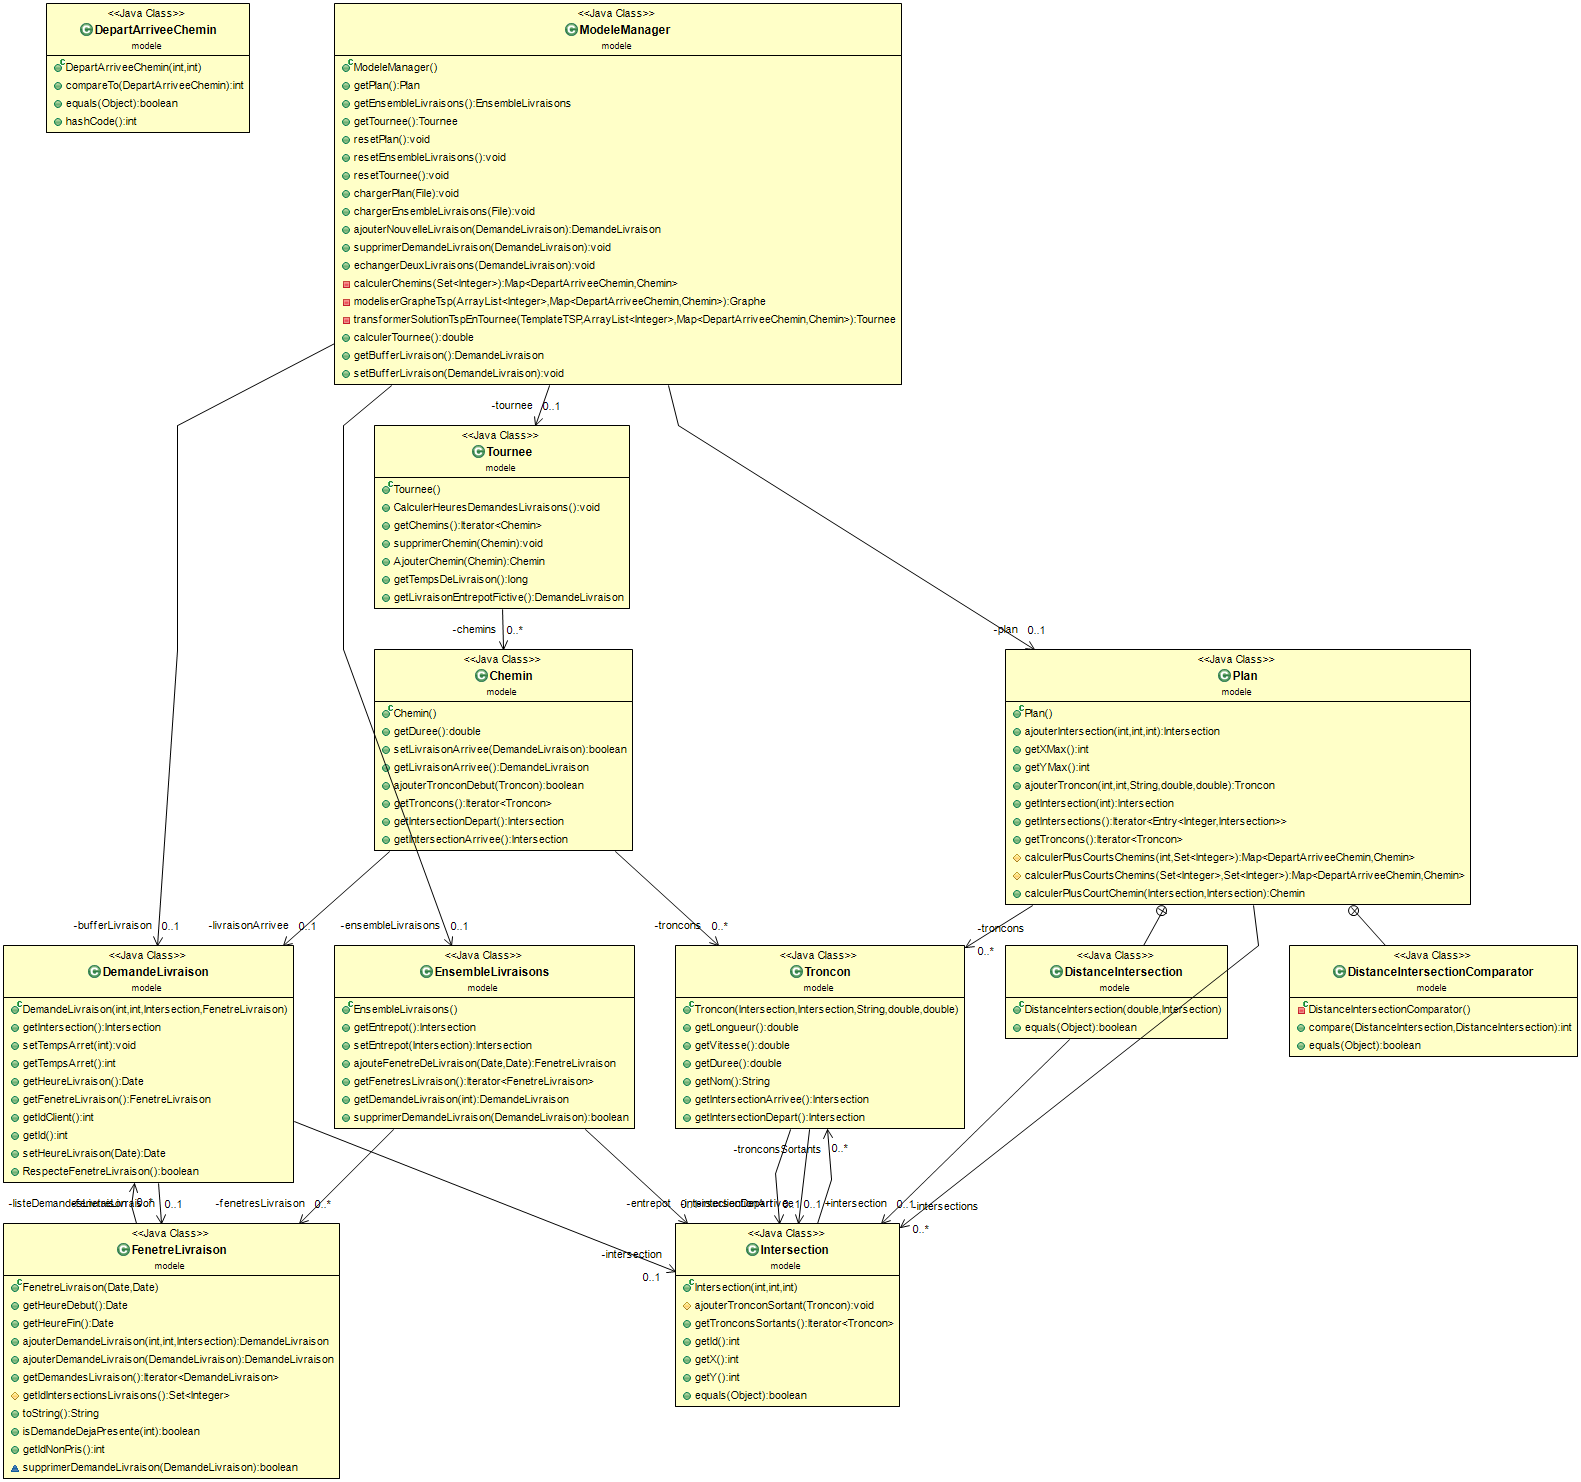 <<Java Class>>
DepartArriveeChemin
modele
DepartArriveeChemin(int,int)
compareTo(DepartArriveeChemin):int
equals(Object):boolean
hashCode():int
<<Java Class>>
ModeleManager
modele
ModeleManager()
getPlan():Plan
getEnsembleLivraisons():EnsembleLivraisons
getTournee():Tournee
resetPlan():void
resetEnsembleLivraisons():void
resetTournee():void
chargerPlan(File):void
chargerEnsembleLivraisons(File):void
ajouterNouvelleLivraison(DemandeLivraison):DemandeLivraison
supprimerDemandeLivraison(DemandeLivraison):void
echangerDeuxLivraisons(DemandeLivraison):void
calculerChemins(Set<Integer>):Map<DepartArriveeChemin,Chemin>
modeliserGrapheTsp(ArrayList<Integer>,Map<DepartArriveeChemin,Chemin>):Graphe
transformerSolutionTspEnTournee(TemplateTSP,ArrayList<Integer>,Map<DepartArriveeChemin,Chemin>):Tournee
calculerTournee():double
getBufferLivraison():DemandeLivraison
setBufferLivraison(DemandeLivraison):void
-tournee 0..1
<<Java Class>>
Tournee
modele
Tournee()
CalculerHeuresDemandesLivraisons():void
getChemins():Iterator<Chemin>
supprimerChemin(Chemin):void
AjouterChemin(Chemin):Chemin
getTempsDeLivraison():long
getLivraisonEntrepotFictive():DemandeLivraison
-chemins 0..*
-plan 0..1
<<Java Class>>
Chemin
modele
Chemin()
getDuree():double
setLivraisonArrivee(DemandeLivraison):boolean
getLivraisonArrivee():DemandeLivraison
ajouterTronconDebut(Troncon):boolean
getTroncons():Iterator<Troncon>
getIntersectionDepart():Intersection
getIntersectionArrivee():Intersection
<<Java Class>>
Plan
modele
Plan()
ajouterIntersection(int,int,int):Intersection
getXMax():int
getYMax():int
ajouterTroncon(int,int,String,double,double):Troncon
getIntersection(int):Intersection
getIntersections():Iterator<Entry<Integer,Intersection>>
getTroncons():Iterator<Troncon>
calculerPlusCourtsChemins(int,Set<Integer>):Map<DepartArriveeChemin,Chemin>
calculerPlusCourtsChemins(Set<Integer>,Set<Integer>):Map<DepartArriveeChemin,Chemin>
calculerPlusCourtChemin(Intersection,Intersection):Chemin
-bufferLivraison 0..1
-livraisonArrivee 0..1
-ensembleLivraisons 0..1
-troncons 0..*
-troncons
0..*
<<Java Class>>
DemandeLivraison
modele
DemandeLivraison(int,int,Intersection,FenetreLivraison)
getIntersection():Intersection
setTempsArret(int):void
getTempsArret():int
getHeureLivraison():Date
getFenetreLivraison():FenetreLivraison
getIdClient():int
getId():int
setHeureLivraison(Date):Date
RespecteFenetreLivraison():boolean
<<Java Class>>
EnsembleLivraisons
modele
EnsembleLivraisons()
getEntrepot():Intersection
setEntrepot(Intersection):Intersection
ajouteFenetreDeLivraison(Date,Date):FenetreLivraison
getFenetresLivraison():Iterator<FenetreLivraison>
getDemandeLivraison(int):DemandeLivraison
supprimerDemandeLivraison(DemandeLivraison):boolean
<<Java Class>>
Troncon
modele
Troncon(Intersection,Intersection,String,double,double)
getLongueur():double
getVitesse():double
getDuree():double
getNom():String
getIntersectionArrivee():Intersection
getIntersectionDepart():Intersection
<<Java Class>>
DistanceIntersection
modele
DistanceIntersection(double,Intersection)
equals(Object):boolean
<<Java Class>>
DistanceIntersectionComparator
modele
DistanceIntersectionComparator()
compare(DistanceIntersection,DistanceIntersection):int
equals(Object):boolean
-tronconsSortants 0..*
0..* 0..1
-fenetresLivraison 0..*
-entrepot
0..1 0..1
+intersection 0..1
-intersections
0..*
-intersection
0..1
<<Java Class>>
FenetreLivraison
modele
FenetreLivraison(Date,Date)
getHeureDebut():Date
getHeureFin():Date
ajouterDemandeLivraison(int,int,Intersection):DemandeLivraison
ajouterDemandeLivraison(DemandeLivraison):DemandeLivraison
getDemandesLivraison():Iterator<DemandeLivraison>
getIdIntersectionsLivraisons():Set<Integer>
toString():String
isDemandeDejaPresente(int):boolean
getIdNonPris():int
supprimerDemandeLivraison(DemandeLivraison):boolean
<<Java Class>>
Intersection
modele
Intersection(int,int,int)
ajouterTronconSortant(Troncon):void
getTronconsSortants():Iterator<Troncon>
getId():int
getX():int
getY():int
equals(Object):boolean